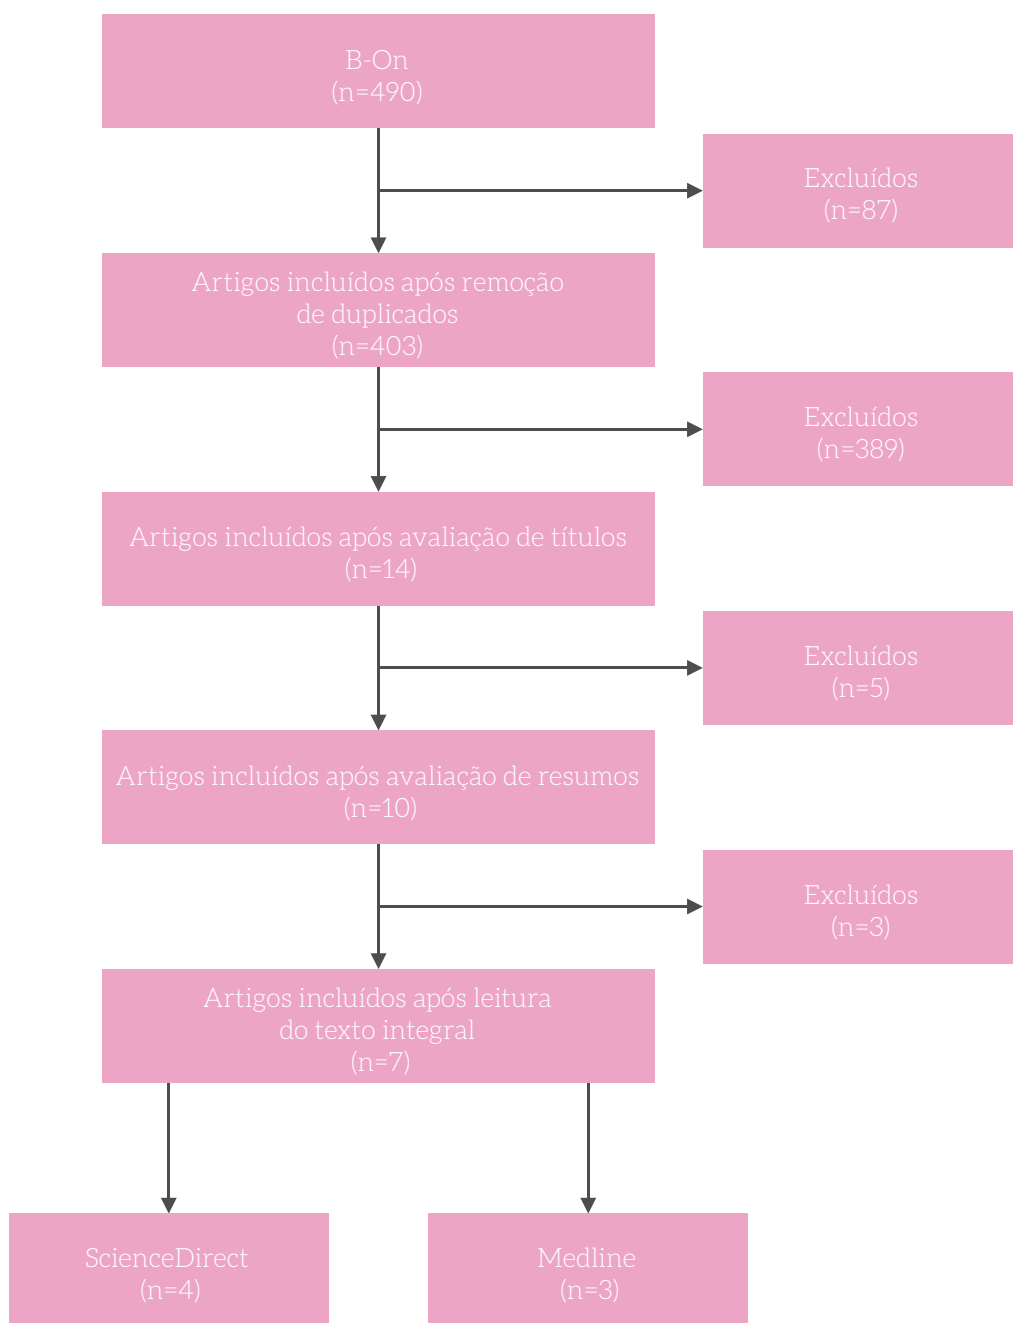 B-On
(n=490)
Excluídos
(n=87)
Artigos incluídos após remoção
de duplicados
(n=403)
Excluídos
(n=389)
Artigos incluídos após avaliação de títulos
(n=14)
Excluídos
(n=5)
Artigos incluídos após avaliação de resumos
(n=10)
Excluídos
(n=3)
Artigos incluídos após leitura
do texto integral
(n=7)
ScienceDirect
(n=4)
Medline
(n=3)